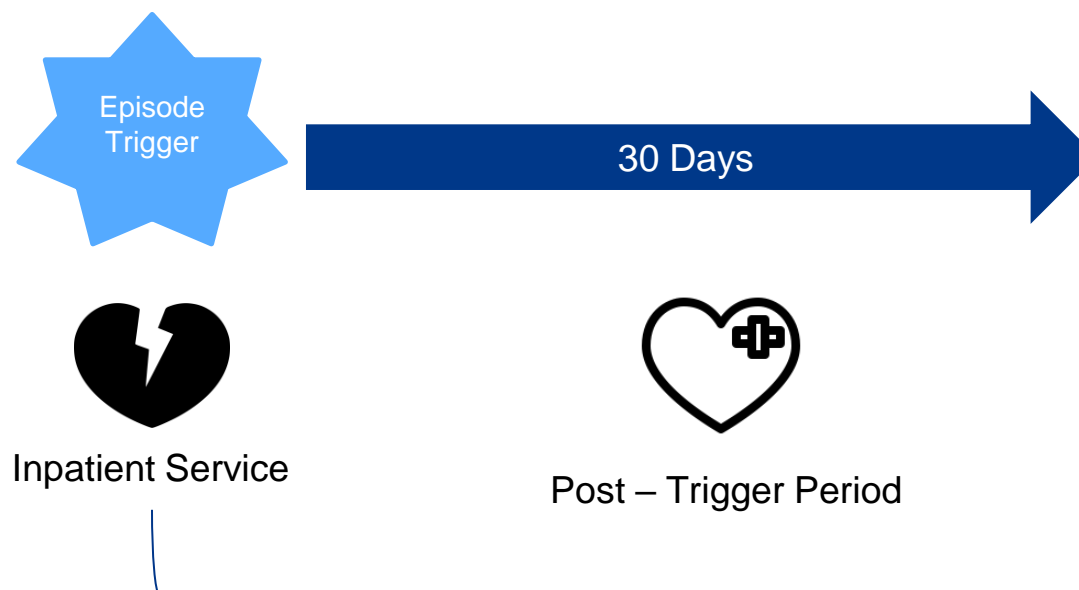 Episode
Trigger
30 Days
Inpatient Service
Post – Trigger Period